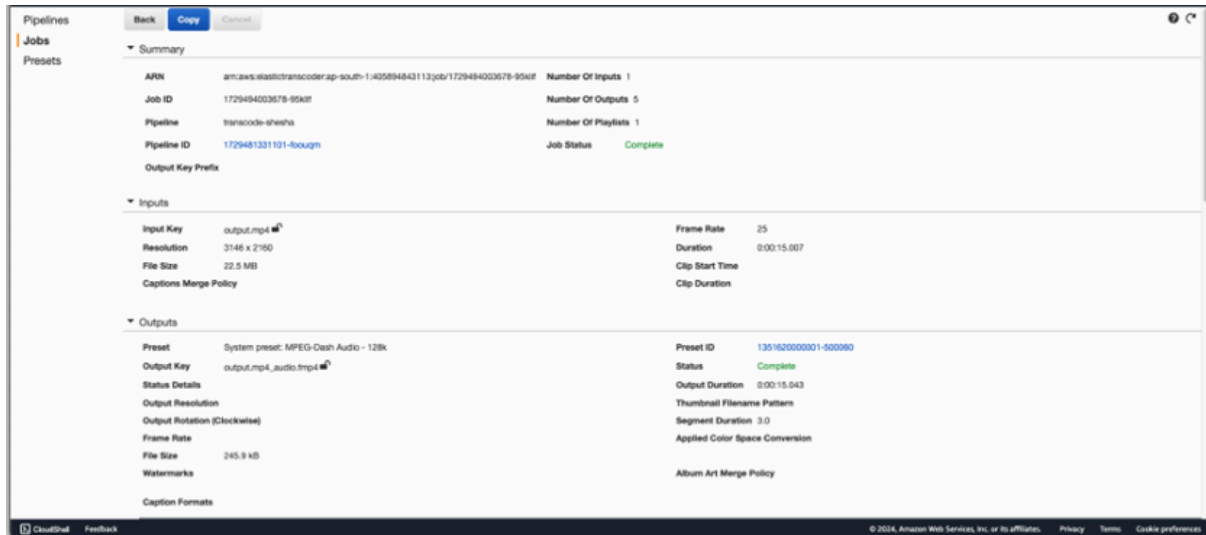 Pipelines
Jobs
Presets
Back Copy Cancel
Summary
ARN arn:aws:elastictranscoder:ap-south-1:405894843113:job/1729494003678-95kltf Number Of Inputs 1
Job ID 1729494003678-95kltf Number Of Outputs 5
Pipeline transcode-shesha Number Of Playlists 1
Pipeline ID 1729481331101-foouqm Job Status Complete
Output Key Prefix
Inputs
Input Key output.mp4 Frame Rate 25
Resolution 3146 x 2160 Duration 0:00:15.007
File Size 22.5 MB Clip Start Time
Captions Merge Policy Clip Duration
Outputs
Preset System preset: MPEG-Dash Audio - 128k Preset ID 1351620000001-500060
Output Key output.mp4_audio.fmp4 Status Complete
Status Details Output Duration 0:00:15.043
Output Resolution Thumbnail Filename Pattern
Output Rotation (Clockwise) Segment Duration 3.0
Frame Rate Applied Color Space Conversion
File Size 245.9 kB
Watermarks Album Art Merge Policy
Caption Formats
CloudShell Feedback © 2024, Amazon Web Services, Inc. or its affiliates. Privacy Terms Cookie preferences